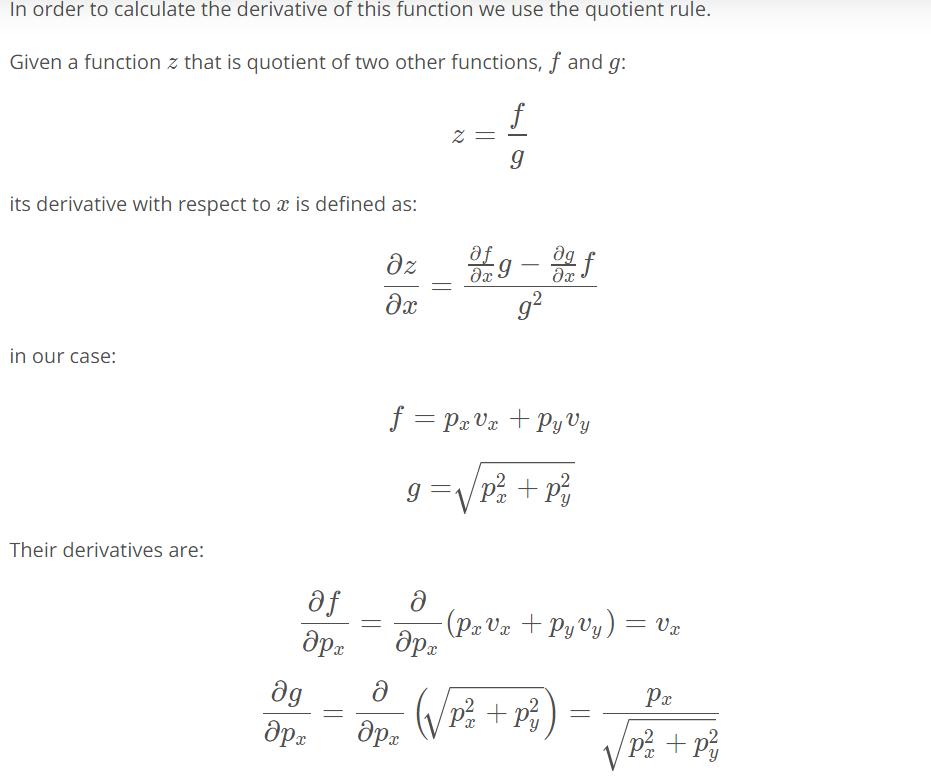 In order to calculate the derivative of this function we use the quotient rule.
Given a function z that is quotient of two other functions, f and g:
z = \frac{f}{g}
its derivative with respect to x is defined as:
\frac{\partial z}{\partial x} = \frac{\frac{\partial f}{\partial x} g - \frac{\partial g}{\partial x} f}{g^2}
in our case:
f = p_x v_x + p_y v_y
g = \sqrt{p_x^2 + p_y^2}
Their derivatives are:
\frac{\partial f}{\partial p_x} = \frac{\partial}{\partial p_x} (p_x v_x + p_y v_y) = v_x
\frac{\partial g}{\partial p_x} = \frac{\partial}{\partial p_x} \left( \sqrt{p_x^2 + p_y^2} \right) = \frac{p_x}{\sqrt{p_x^2 + p_y^2}}